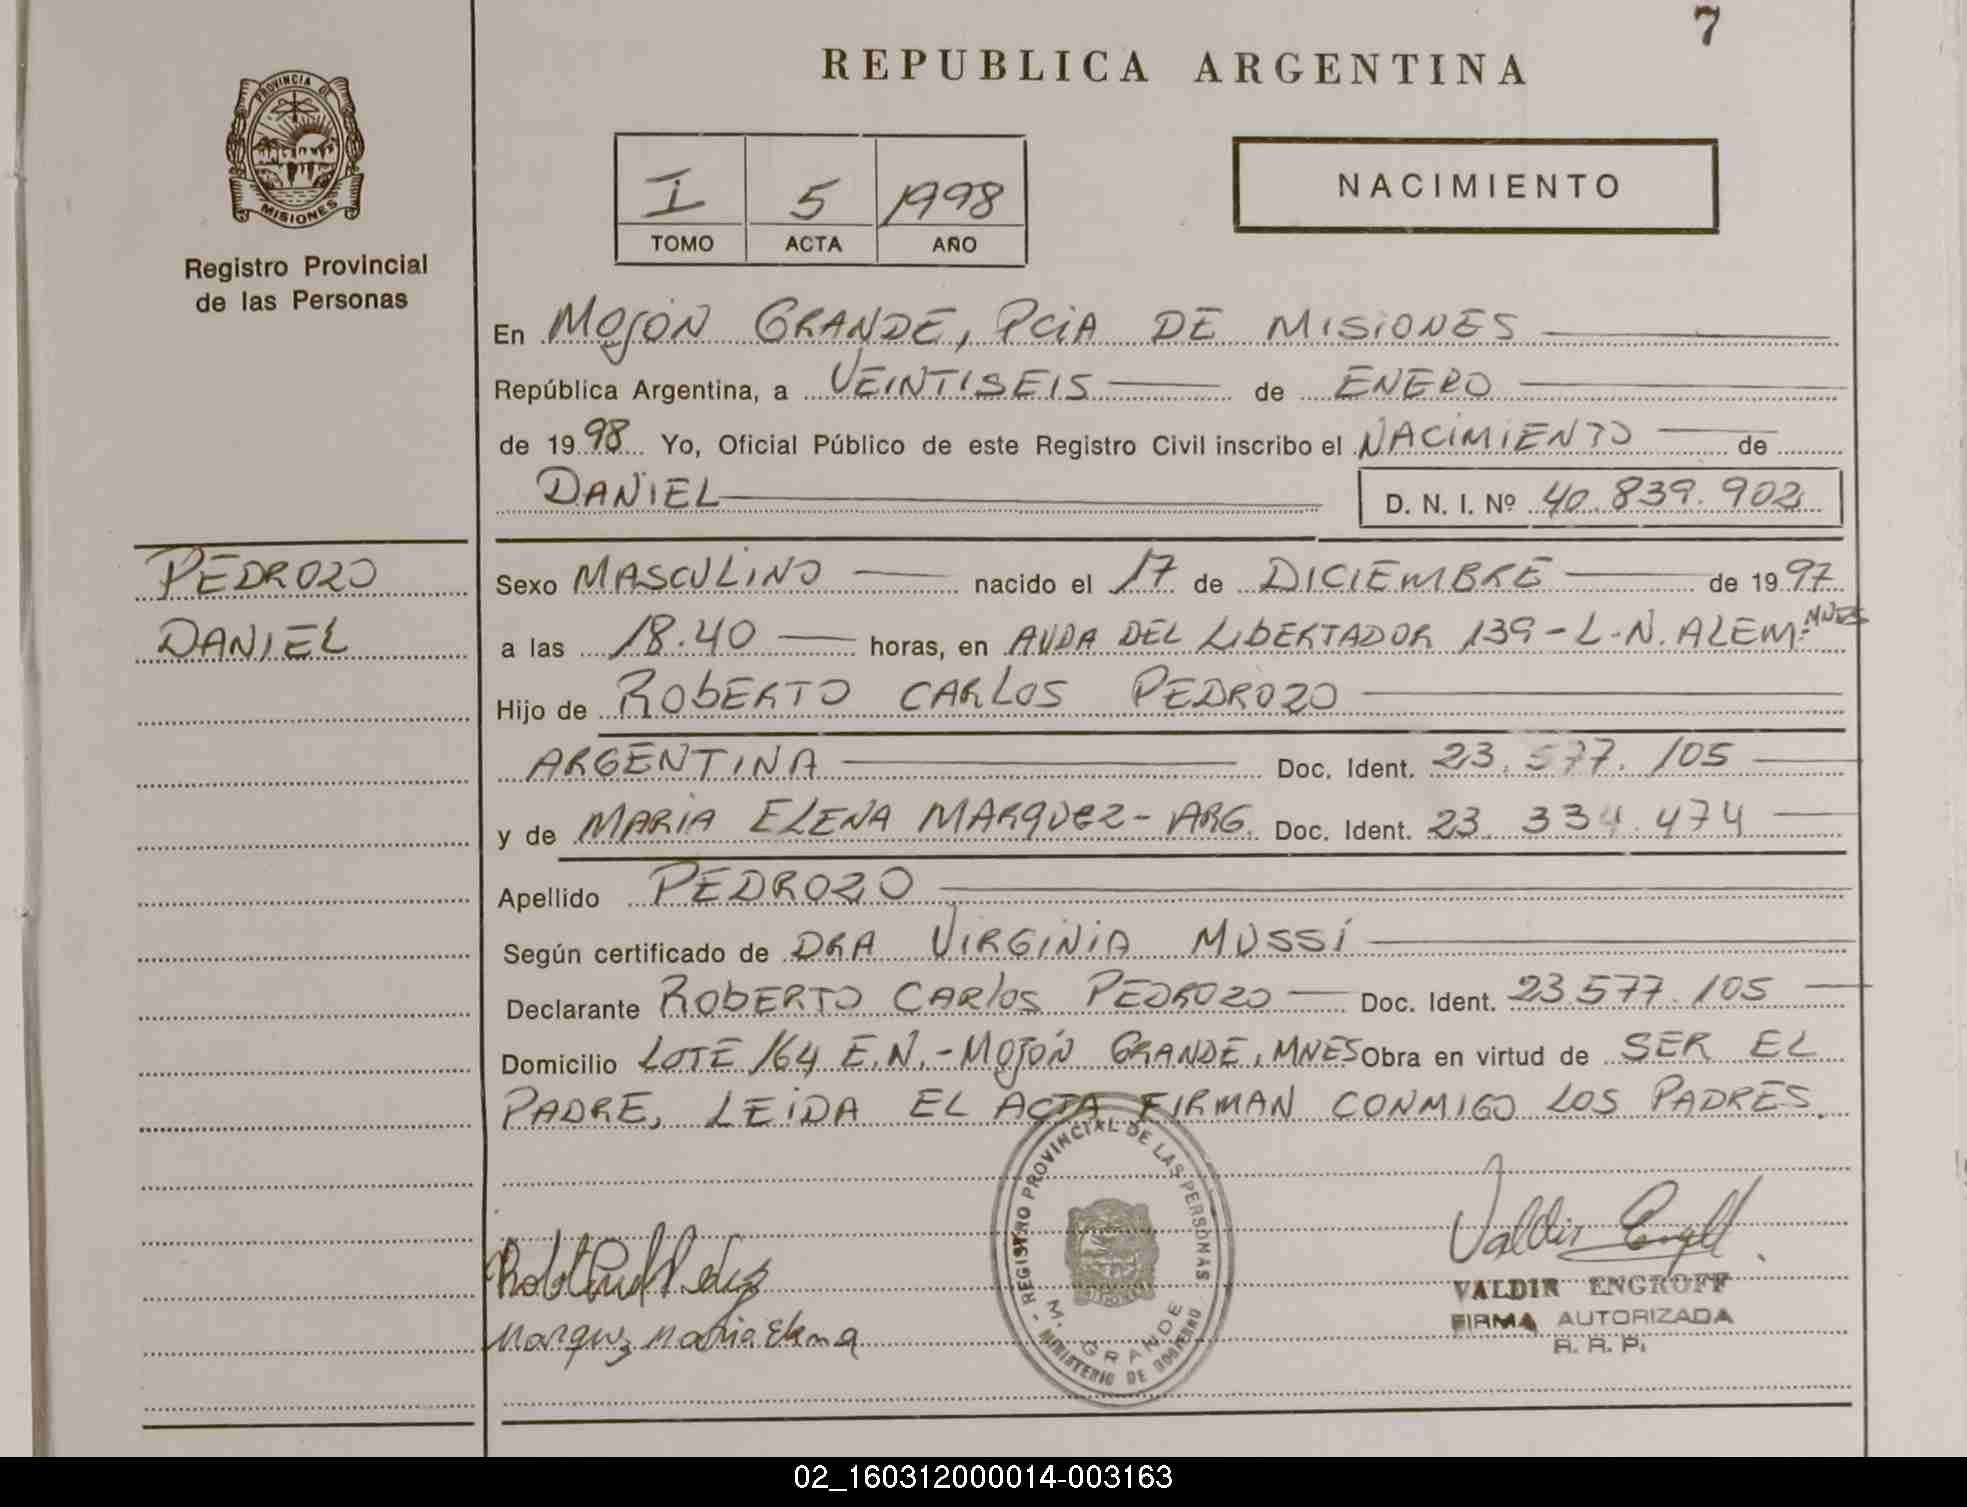 7
REPUBLICA ARGENTINA
PROVINCIA DE
MISIONES
Registro Provincial
de las Personas
I 5 1998
TOMO ACTA AÑO
NACIMIENTO
En MOJÓN GRANDE, PCIA DE MISIONES
República Argentina, a VEINTISEIS de ENERO
de 1998 Yo, Oficial Público de este Registro Civil inscribo el NACIMIENTO de
DANIEL D. N. I. Nº 40.839.902
PEDROZO
DANIEL
Sexo MASCULINO nacido el 17 de DICIEMBRE de 1997
a las 18.40 horas, en AVDA DEL LIBERTADOR 139-L.N.ALEM-MNES
Hijo de ROBERTO CARLOS PEDROZO
ARGENTINA Doc. Ident. 23.577.105
y de MARIA ELENA MARQUEZ-ARG. Doc. Ident. 23.334.474
Apellido PEDROZO
Según certificado de DRA VIRGINIA MUSSI
Declarante ROBERTO CARLOS PEDROZO Doc. Ident. 23.577.105
Domicilio LOTE 164 E.N.-MOJÓN GRANDE, MNES Obra en virtud de SER EL
PADRE, LEIDA EL ACTA FIRMAN CONMIGO LOS PADRES.
REGISTRO PROVINCIAL DE LAS PERSONAS
M. GRANDE
MINISTERIO DE GOBIERNO
Marquez Maria Elena
VALDIR ENGROFF
FIRMA AUTORIZADA
R. R. P.
02_160312000014-003163